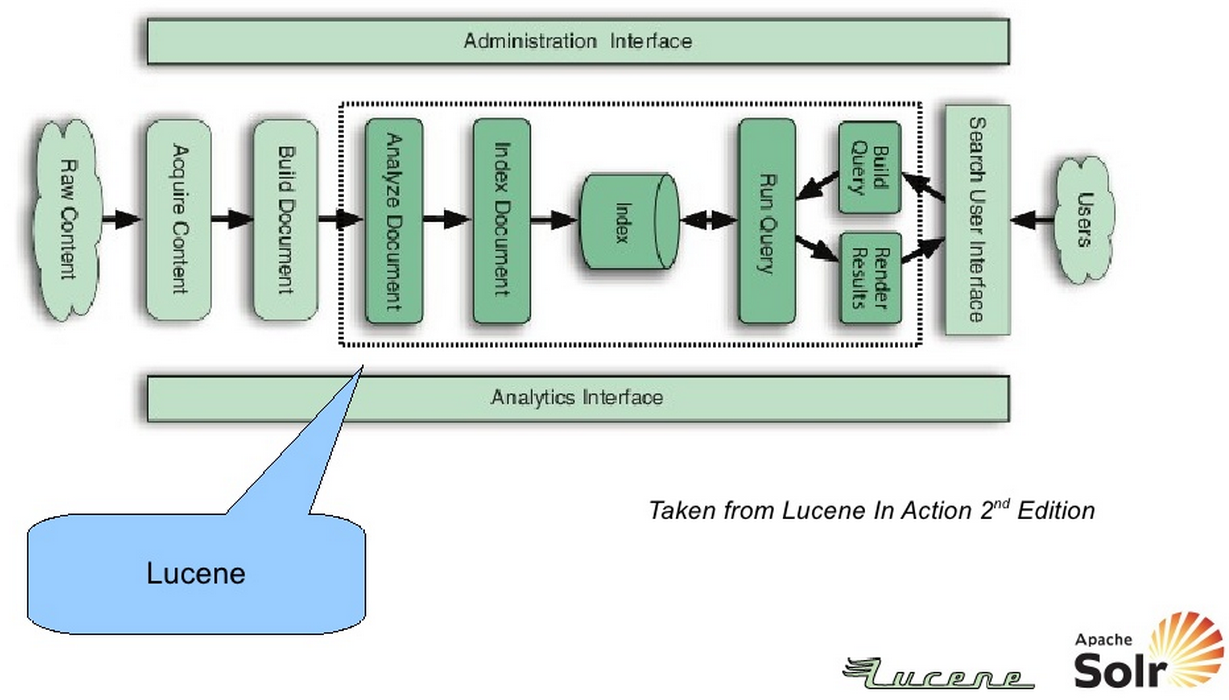 Administration Interface
Raw Content
Acquire Content
Build Document
Analyze Document
Index Document
Index
Run Query
Build
Query
Render
Results
Search User Interface
Users
Analytics Interface
Lucene
Taken from Lucene In Action 2nd Edition
Lucene
Apache
Solr